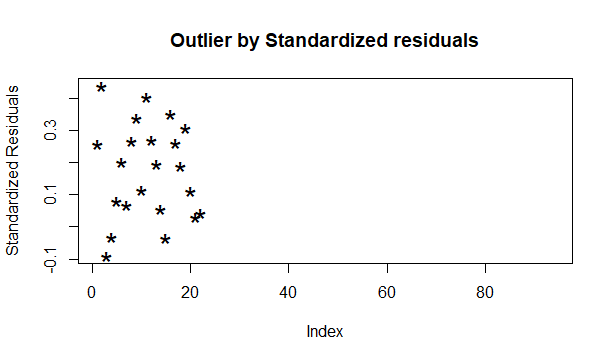 Outlier by Standardized residuals
Standardized Residuals
0.3
0.1
-0.1
0 20 40 60 80
Index